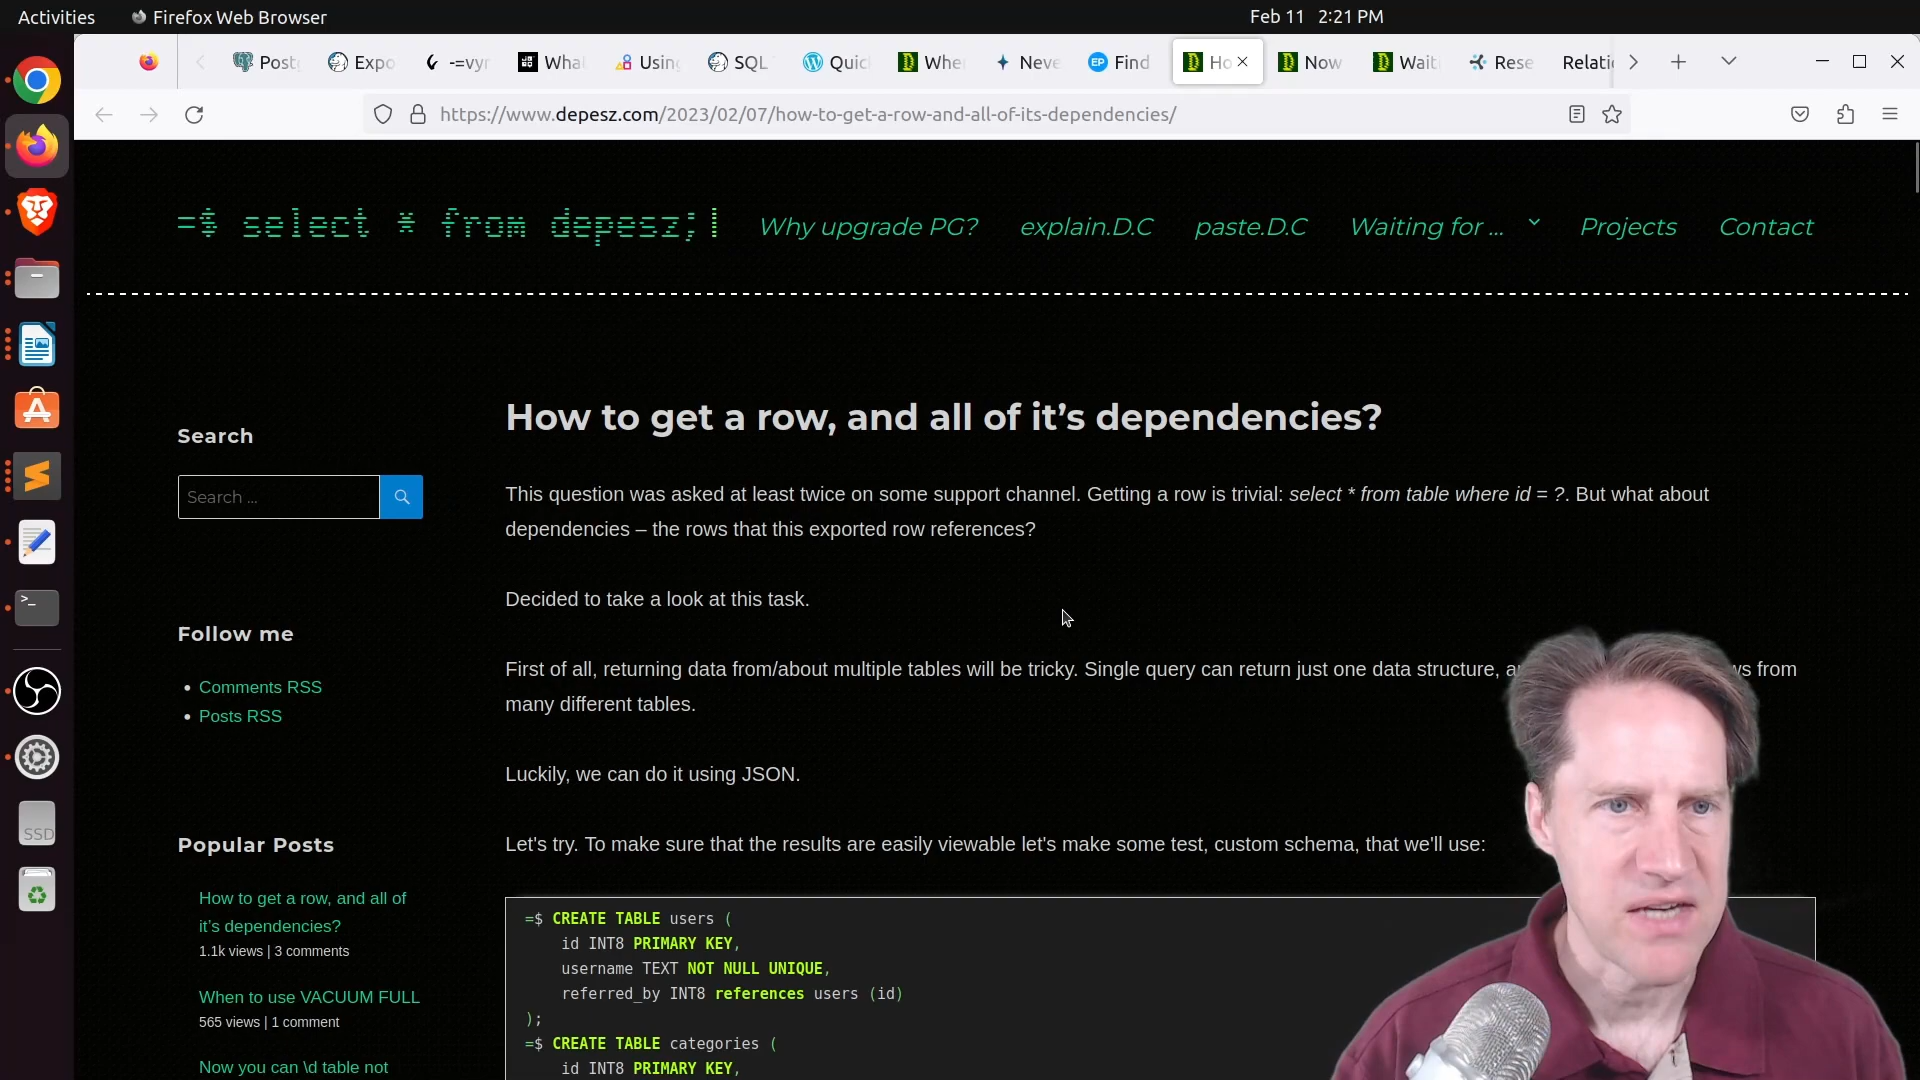 Activities
Firefox Web Browser
Feb 11 2:21 PM
Post
Expo
-=vyr
Wha
Usin
SQL
Quic
Whe
Neve
EP Find
Ho
Now
Wait
Rese
Relati
https://www.depesz.com/2023/02/07/how-to-get-a-row-and-all-of-its-dependencies/
=$ select * from depesz;
Why upgrade PG?
explain.D.C
paste.D.C
Waiting for ...
Projects
Contact
How to get a row, and all of it’s dependencies?
Search
Search ...
This question was asked at least twice on some support channel. Getting a row is trivial: select * from table where id = ?. But what about
dependencies – the rows that this exported row references?
Decided to take a look at this task.
Follow me
Comments RSS
Posts RSS
First of all, returning data from/about multiple tables will be tricky. Single query can return just one data structure, from
many different tables.
Luckily, we can do it using JSON.
Let's try. To make sure that the results are easily viewable let's make some test, custom schema, that we'll use:
Popular Posts
How to get a row, and all of
it’s dependencies?
1.1k views | 3 comments
When to use VACUUM FULL
565 views | 1 comment
Now you can \d table not
=$ CREATE TABLE users (
id INT8 PRIMARY KEY,
username TEXT NOT NULL UNIQUE,
referred_by INT8 references users (id)
);
=$ CREATE TABLE categories (
id INT8 PRIMARY KEY,
SSD